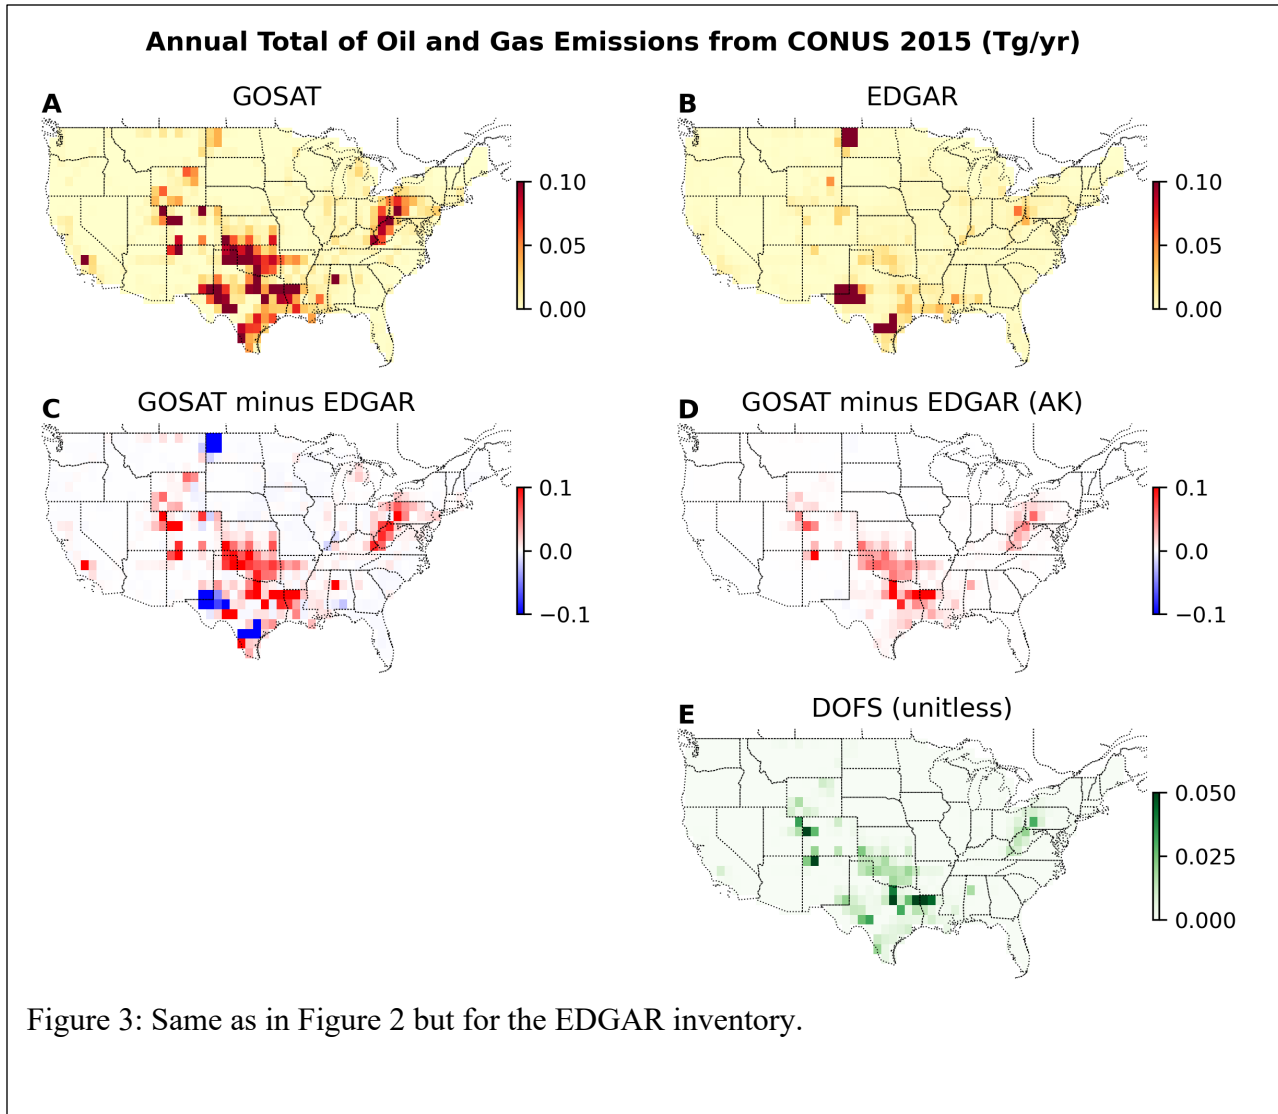 Annual Total of Oil and Gas Emissions from CONUS 2015 (Tg/yr)
A
GOSAT
0.10
0.05
0.00
B
EDGAR
0.10
0.05
0.00
C
GOSAT minus EDGAR
0.1
0.0
−0.1
D
GOSAT minus EDGAR (AK)
0.1
0.0
−0.1
E
DOFS (unitless)
0.050
0.025
0.000
Figure 3: Same as in Figure 2 but for the EDGAR inventory.